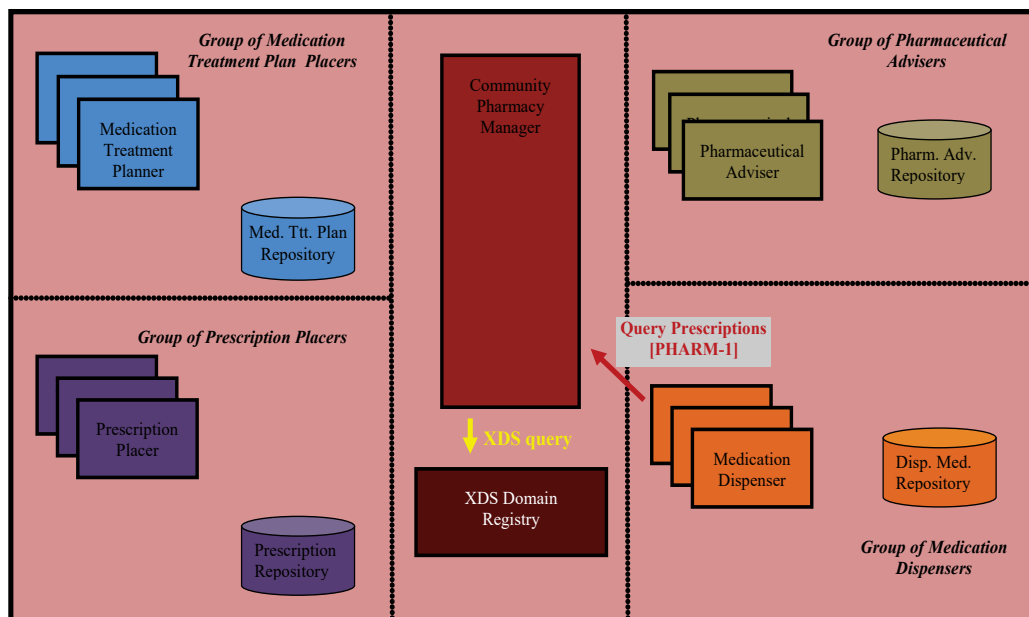 Group of Medication
Treatment Plan Placers
Medication
Treatment
Planner
Med. Ttt. Plan
Repository
Group of Prescription Placers
Prescription
Placer
Prescription
Repository
Community
Pharmacy
Manager
XDS query
XDS Domain
Registry
Group of Pharmaceutical
Advisers
Pharmaceutical
Adviser
Pharm. Adv.
Repository
Query Prescriptions
[PHARM-1]
Medication
Dispenser
Disp. Med.
Repository
Group of Medication
Dispensers